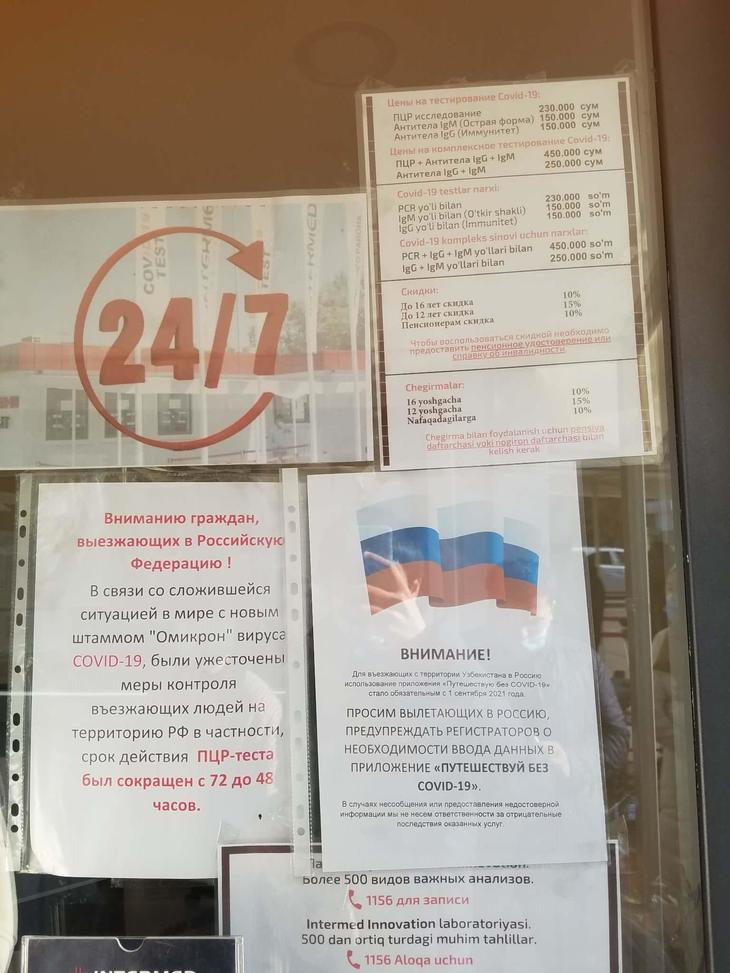 Цены на тестирование Covid-19:
ПЦР исследование 230.000 сум
Антитела IgM (Острая форма) 150.000 сум
Антитела IgG (Иммунитет) 150.000 сум
Цены на комплексное тестирование Covid-19:
ПЦР + Антитела IgG + IgM 450.000 сум
Антитела IgG + IgM 250.000 сум
Covid-19 testlar narxi:
PCR yo'li bilan 230.000 so'm
IgM yo'li bilan (O'tkir shakli) 150.000 so'm
IgG yo'li bilan (Immunitet) 150.000 so'm
Covid-19 kompleks sinovi uchun narxlar:
PCR + IgG + IgM yo'llari bilan 450.000 so'm
IgG + IgM yo'llari bilan 250.000 so'm
Скидки:
До 16 лет скидка 10%
До 12 лет скидка 15%
Пенсионерам скидка 10%
Чтобы воспользоваться скидкой необходимо
предоставить пенсионное удостоверение или
справку об инвалидности.
Chegirmalar:
16 yoshgacha 10%
12 yoshgacha 15%
Nafaqadagilarga 10%
Chegirma bilan foydalanish uchun pensiya
daftarchasi yoki nogiron daftarchasi bilan
kelish kerak
COVID19
TEST
TERMED
TEST
TERMED
24/7
Вниманию граждан,
выезжающих в Российскую
Федерацию !
В связи со сложившейся
ситуацией в мире с новым
штаммом "Омикрон" вируса
COVID-19, были ужесточены
меры контроля
въезжающих людей на
территорию РФ в частности,
срок действия ПЦР-теста
был сокращен с 72 до 48
часов.
ВНИМАНИЕ!
Для въезжающих с территории Узбекистана в Россию
использование приложения «Путешествую без COVID-19»
стало обязательным с 1 сентября 2021 года.
ПРОСИМ ВЫЛЕТАЮЩИХ В РОССИЮ,
ПРЕДУПРЕЖДАТЬ РЕГИСТРАТОРОВ О
НЕОБХОДИМОСТИ ВВОДА ДАННЫХ В
ПРИЛОЖЕНИЕ «ПУТЕШЕСТВУЙ БЕЗ
COVID-19».
В случаях несообщения или предоставления недостоверной
информации мы не несем ответственности за отрицательные
последствия оказанных услуг.
Более 500 видов важных анализов.
1156 для записи
Intermed Innovation laboratoriyasi.
500 dan ortiq turdagi muhim tahlillar.
1156 Aloqa uchun
INTERMED